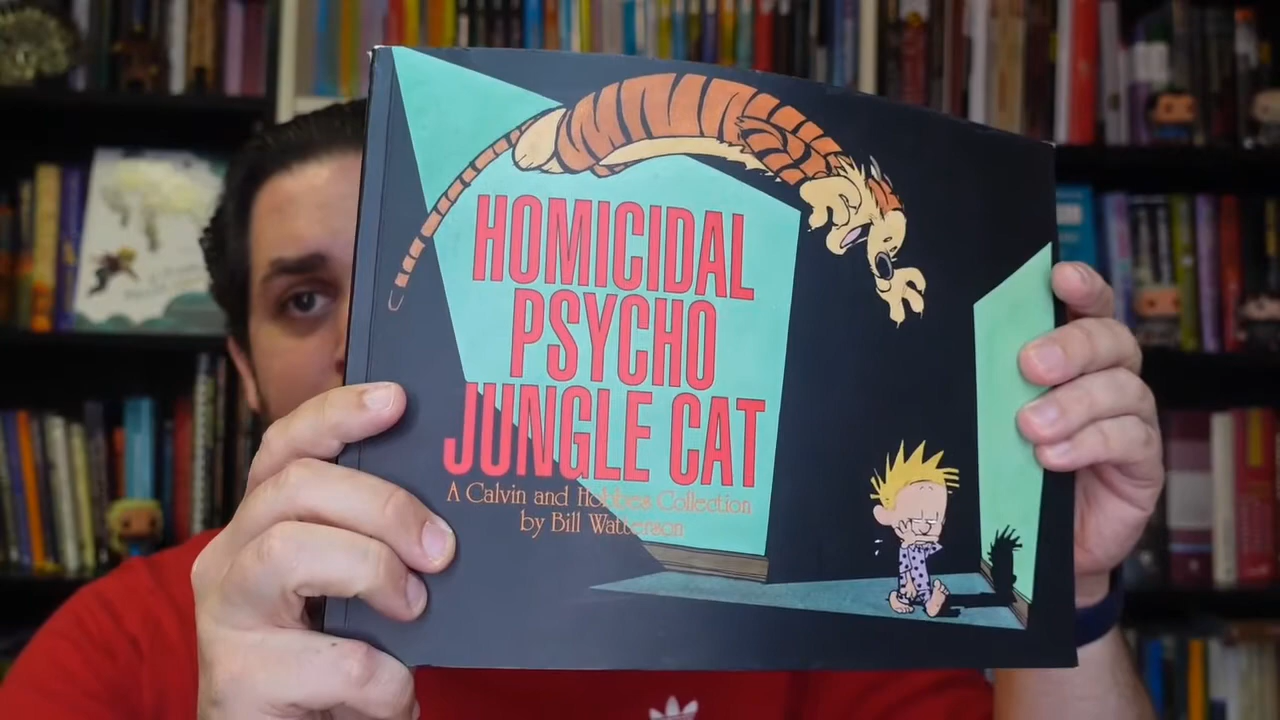 HOMICIDAL
PSYCHO
JUNGLE CAT
A Calvin and Hobbes Collection
by Bill Watterson